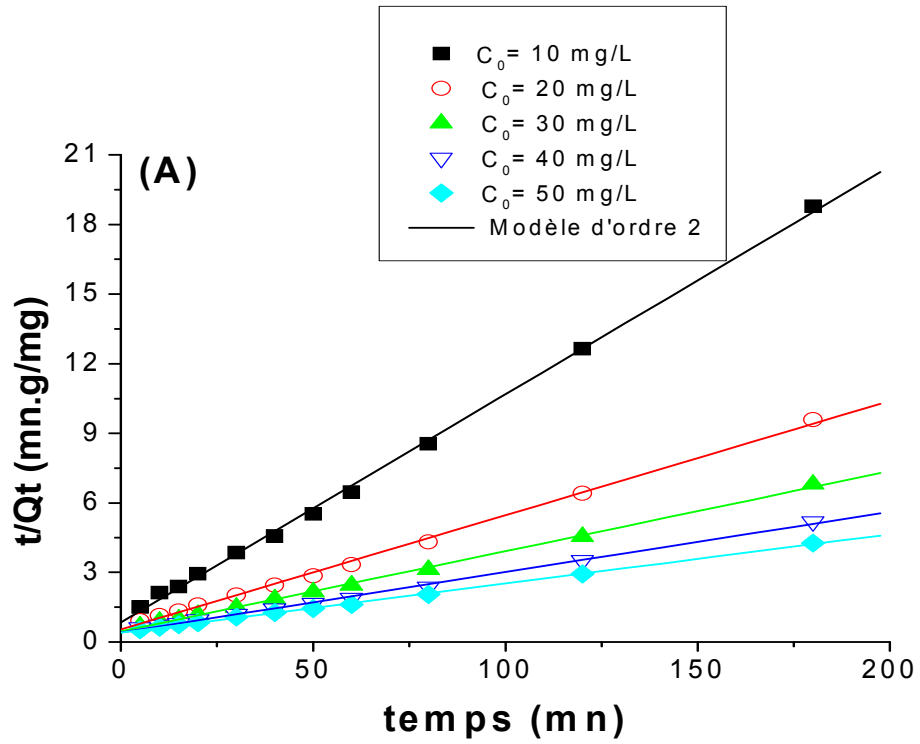 C₀= 10 mg/L
C₀= 20 mg/L
C₀= 30 mg/L
C₀= 40 mg/L
C₀= 50 mg/L
Modèle d'ordre 2
(A)
21
18
15
12
9
6
3
0
t/Qt (mn.g/mg)
0 50 100 150 200
temps (mn)